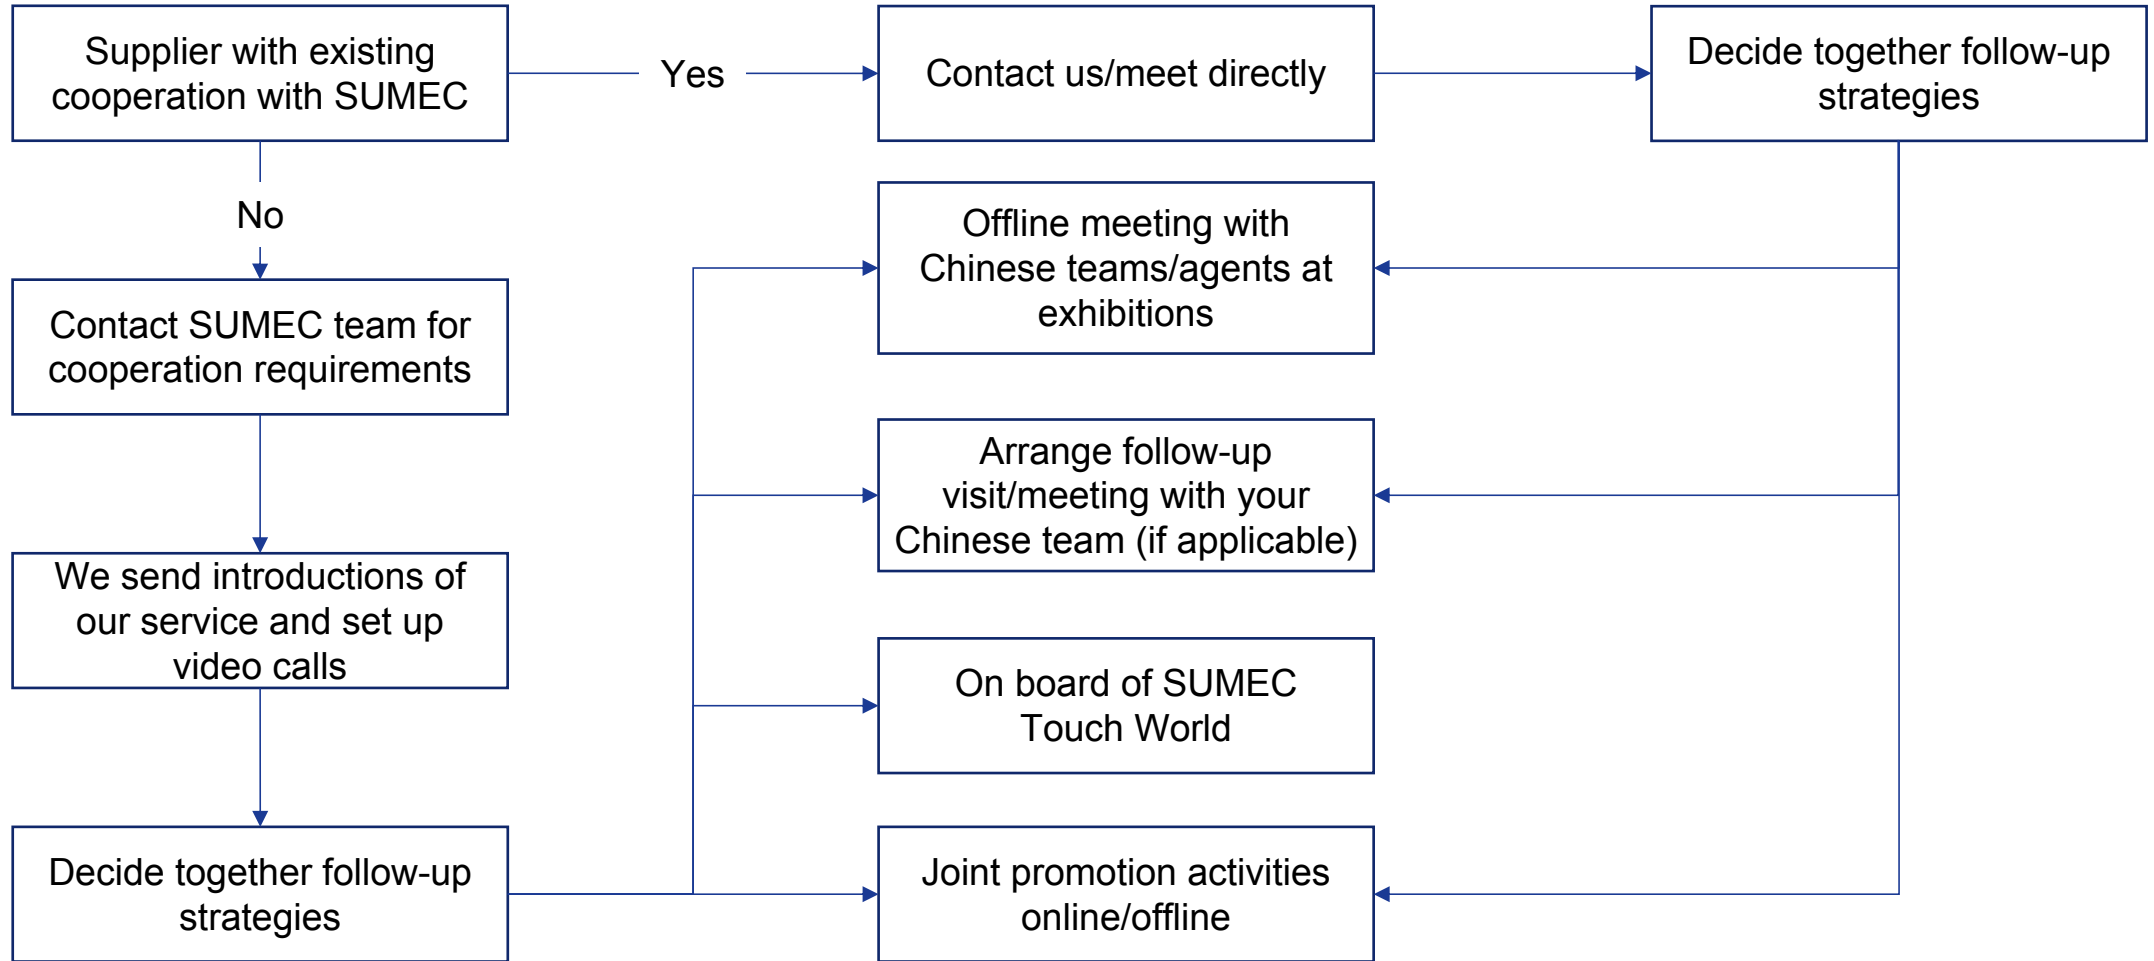 Supplier with existing
cooperation with SUMEC
Yes
Contact us/meet directly
Decide together follow-up
strategies
No
Offline meeting with
Chinese teams/agents at
exhibitions
Contact SUMEC team for
cooperation requirements
Arrange follow-up
visit/meeting with your
Chinese team (if applicable)
We send introductions of
our service and set up
video calls
On board of SUMEC
Touch World
Decide together follow-up
strategies
Joint promotion activities
online/offline